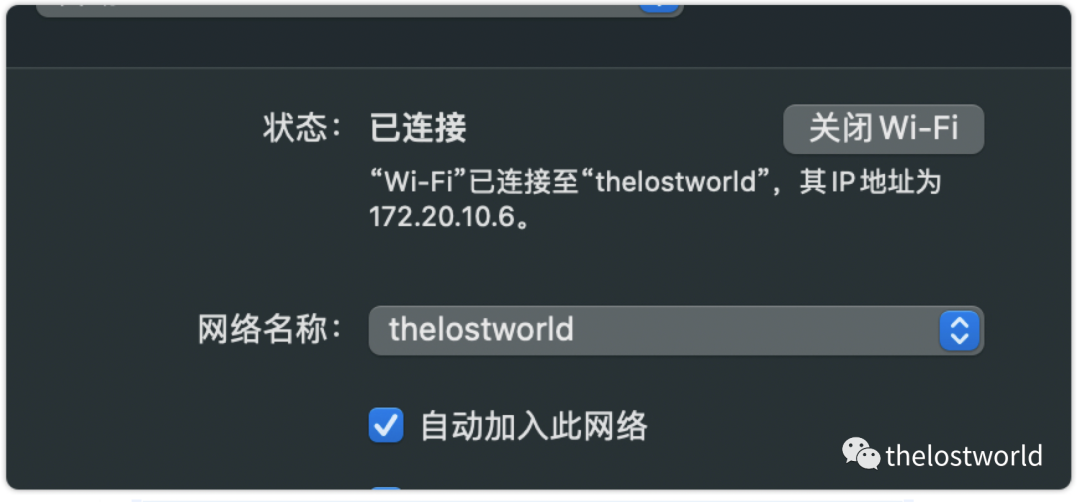 状态： 已连接 关闭 Wi-Fi
“Wi-Fi”已连接至“thelostworld”，其 IP 地址为
172.20.10.6。
网络名称： thelostworld
自动加入此网络
thelostworld